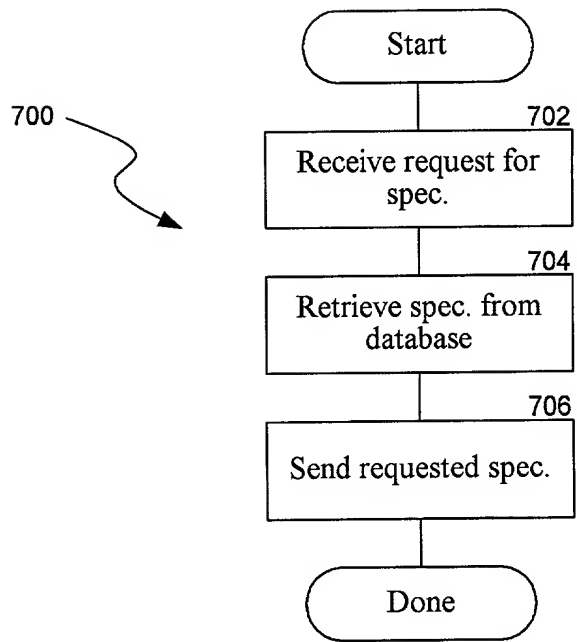 Start
700
702
Receive request for
spec.
704
Retrieve spec. from
database
706
Send requested spec.
Done